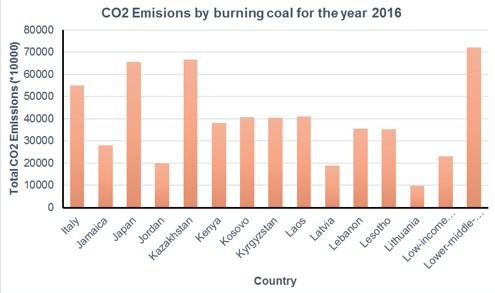 CO2 Emisions by burning coal for the year 2016
Total CO2 Emissions (*10000)
80000
70000
60000
50000
40000
30000
20000
10000
0
Italy
Jamaica
Japan
Jordan
Kazakhstan
Kenya
Kosovo
Kyrgyzstan
Laos
Latvia
Lebanon
Lesotho
Lithuania
Low-income...
Lower-middle-...
Country